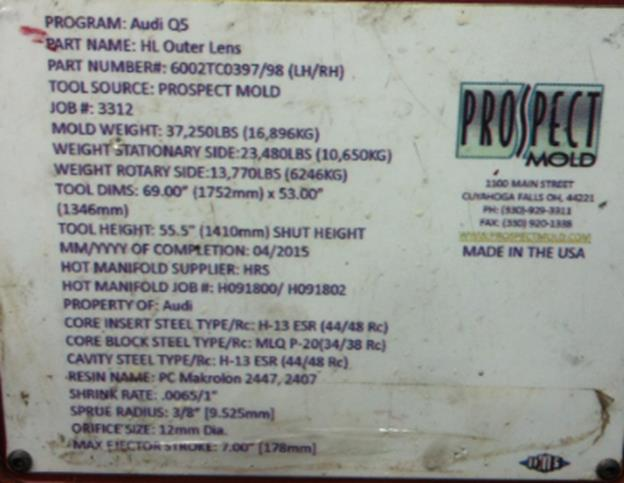 PROGRAM: Audi Q5
PART NAME: HL Outer Lens
PART NUMBER#: 6002TC0397/98 (LH/RH)
TOOL SOURCE: PROSPECT MOLD
JOB #: 3312
MOLD WEIGHT: 37,250LBS (16,896KG)
WEIGHT STATIONARY SIDE:23,480LBS (10,650KG)
WEIGHT ROTARY SIDE:13,770LBS (6246KG)
TOOL DIMS: 69.00" (1752mm) x 53.00"
(1346mm)
TOOL HEIGHT: 55.5" (1410mm) SHUT HEIGHT
MM/YYYY OF COMPLETION: 04/2015
HOT MANIFOLD SUPPLIER: HRS
HOT MANIFOLD JOB #: H091800/ H091802
PROPERTY OF: Audi
CORE INSERT STEEL TYPE/Rc: H-13 ESR (44/48 Rc)
CORE BLOCK STEEL TYPE/Rc: MLQ P-20(34/38 Rc)
CAVITY STEEL TYPE/Rc: H-13 ESR (44/48 Rc)
RESIN NAME: PC Makrolon 2447, 2407
SHRINK RATE: .0065/1"
SPRUE RADIUS: 3/8" [9.525mm]
ORIFICE SIZE: 12mm Dia.
MAX EJECTOR STROKE: 7.00" [178mm]
PROSPECT
MOLD
1100 MAIN STREET
CUYAHOGA FALLS OH, 44221
PH: (330)-929-3311
FAX: (330) 920-1338
WWW.PROSPECTMOLD.COM
MADE IN THE USA